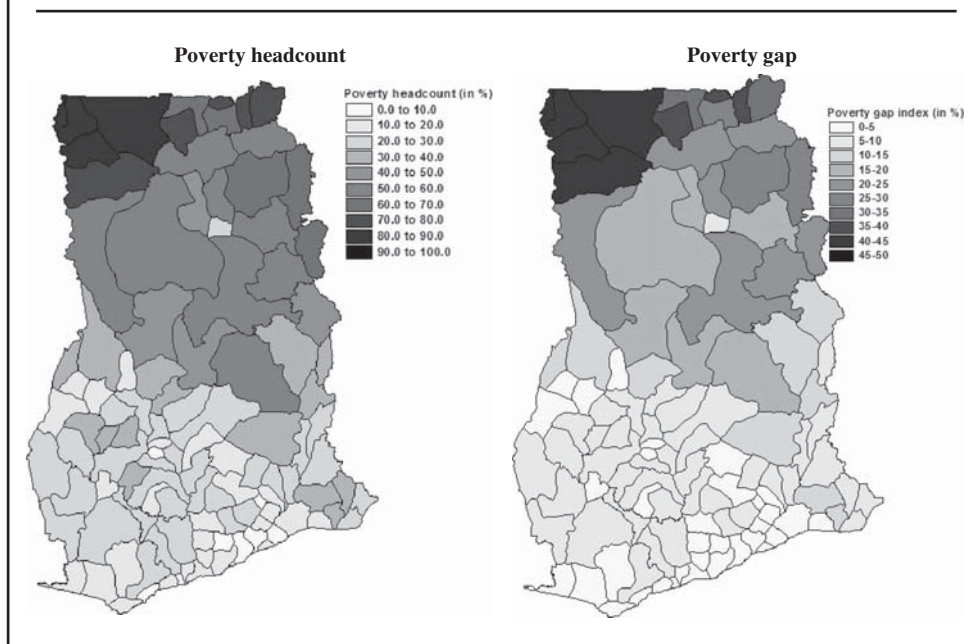 Poverty headcount
Poverty headcount (in %)
0.0 to 10.0
10.0 to 20.0
20.0 to 30.0
30.0 to 40.0
40.0 to 50.0
50.0 to 60.0
60.0 to 70.0
70.0 to 80.0
80.0 to 90.0
90.0 to 100.0
Poverty gap
Poverty gap index (in %)
0-5
5-10
10-15
15-20
20-25
25-30
30-35
35-40
40-45
45-50